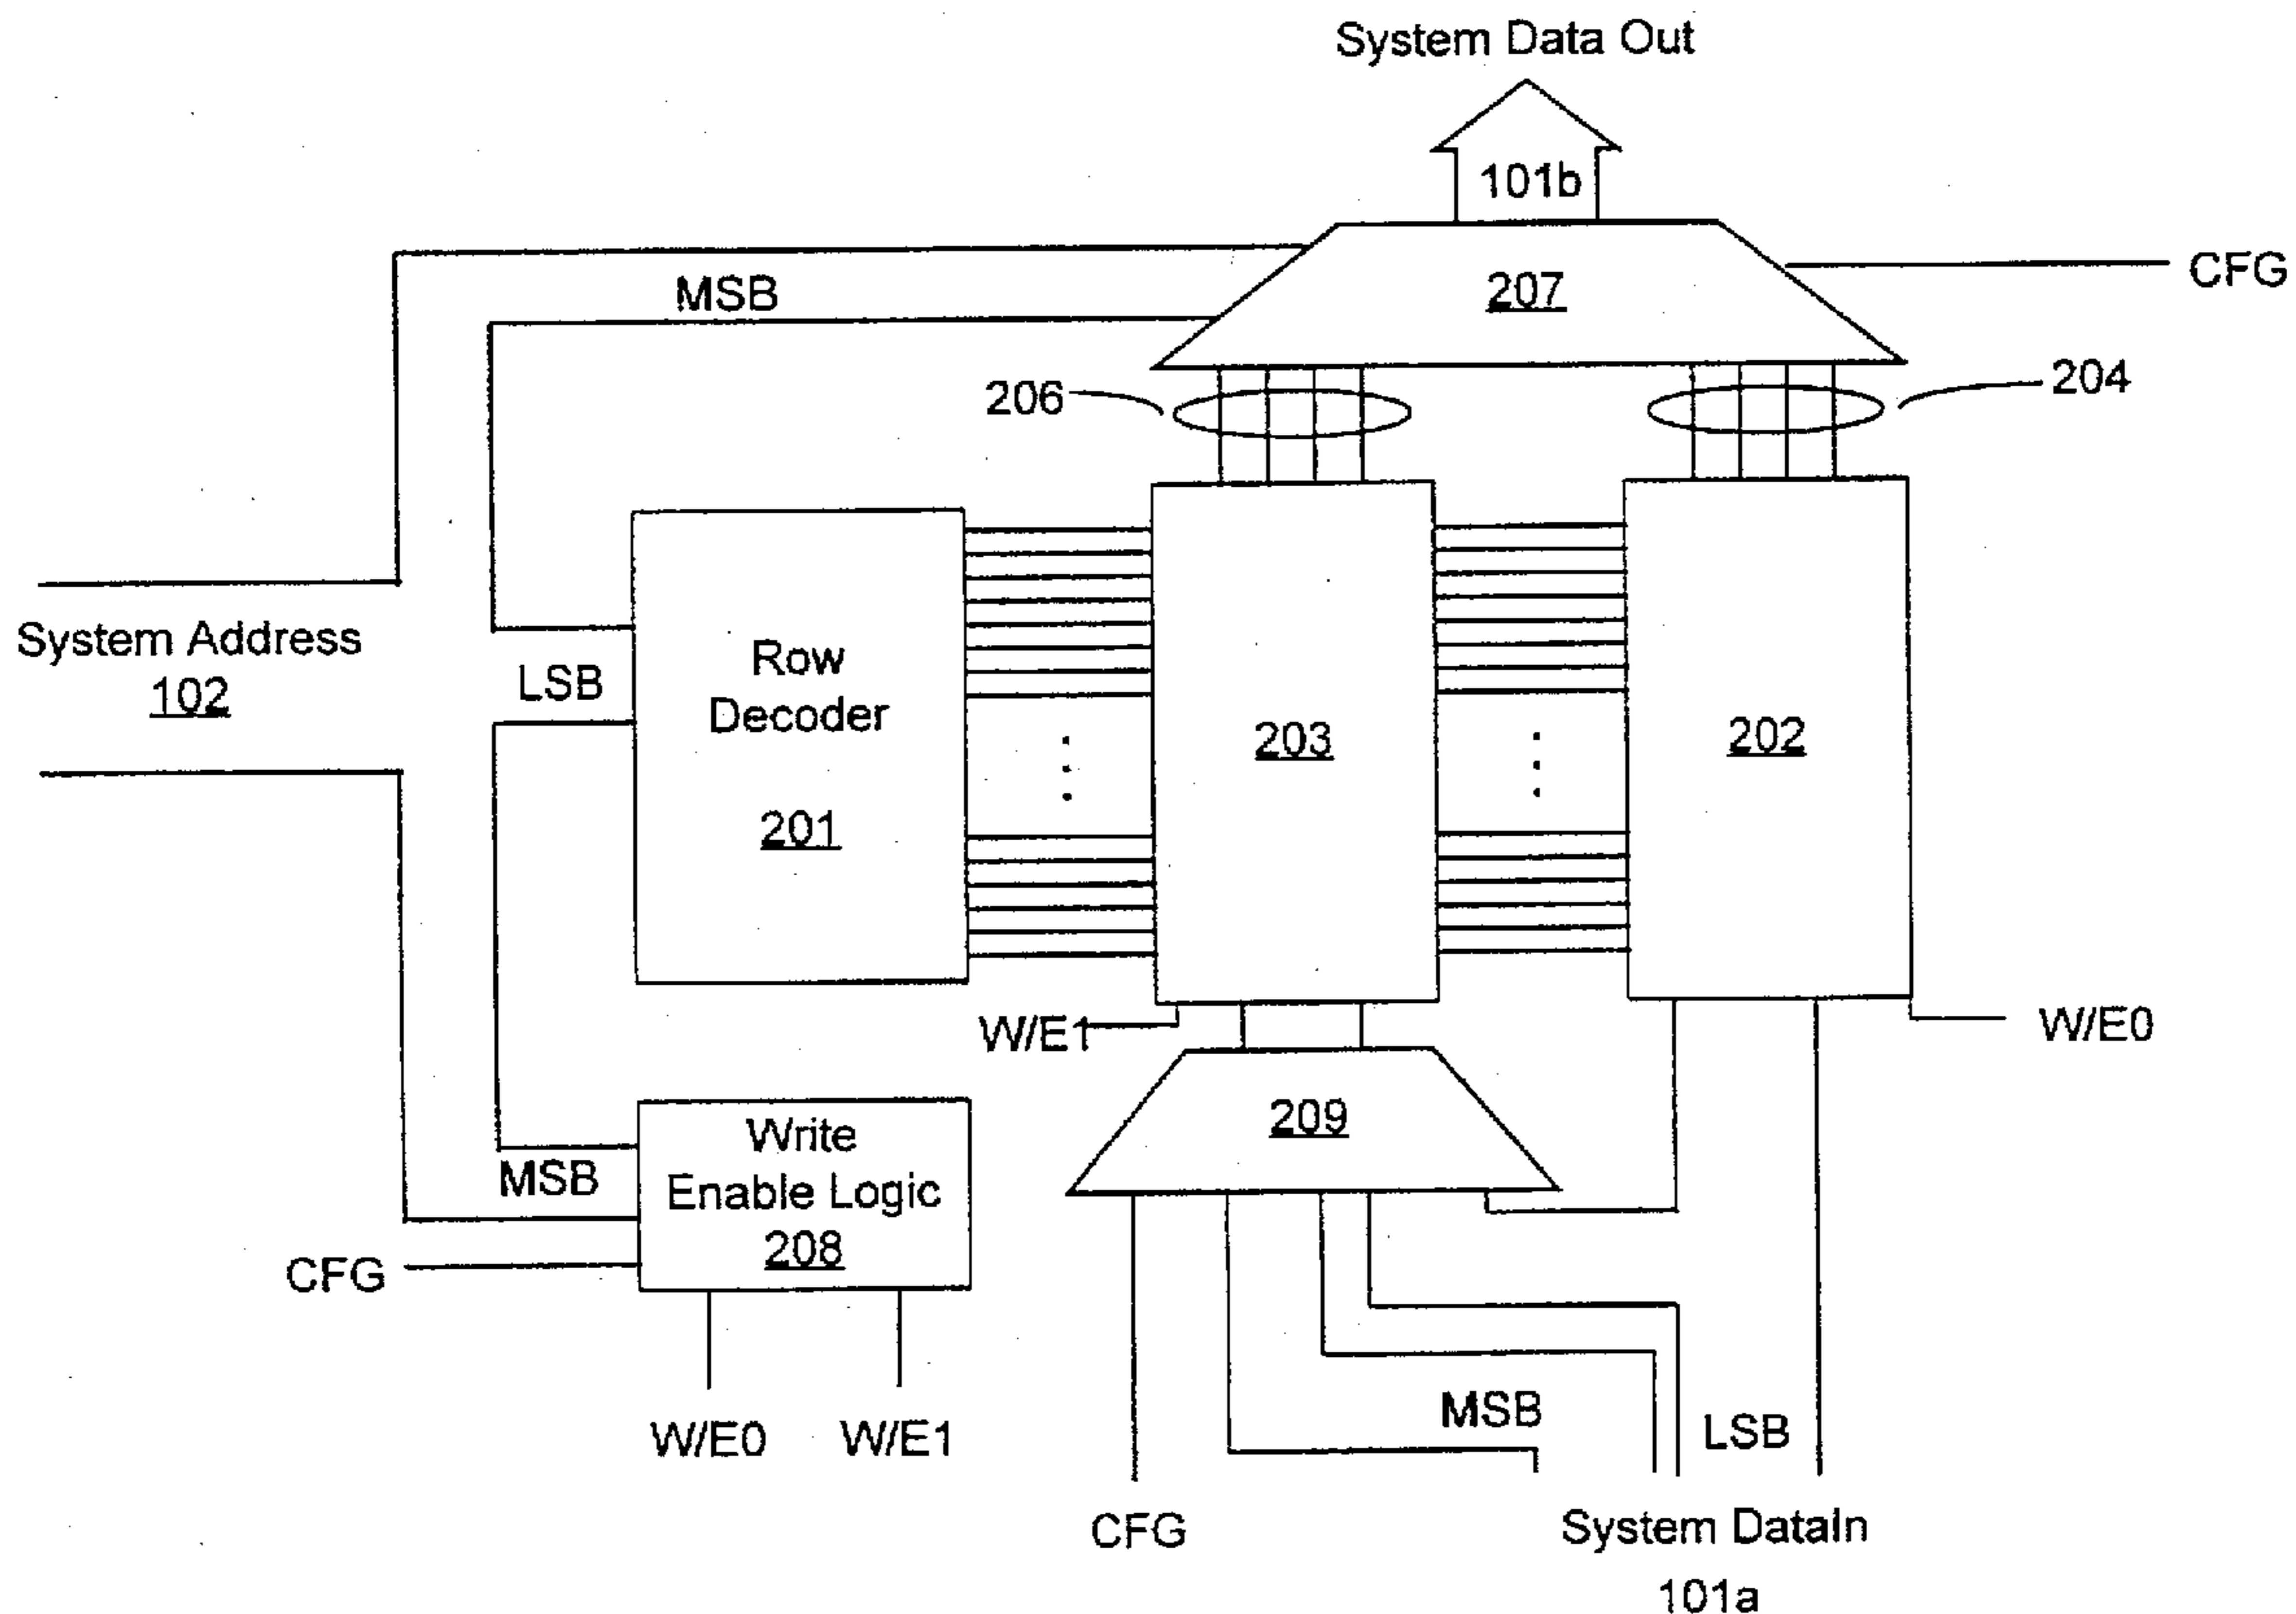 System Data Out
101b
MSB
207
CFG
206
204
System Address
102
LSB
Row
Decoder
201
203
202
W/E1
W/E0
209
Write
Enable Logic
208
MSB
CFG
W/E0
W/E1
MSB
LSB
CFG
System DataIn
101a